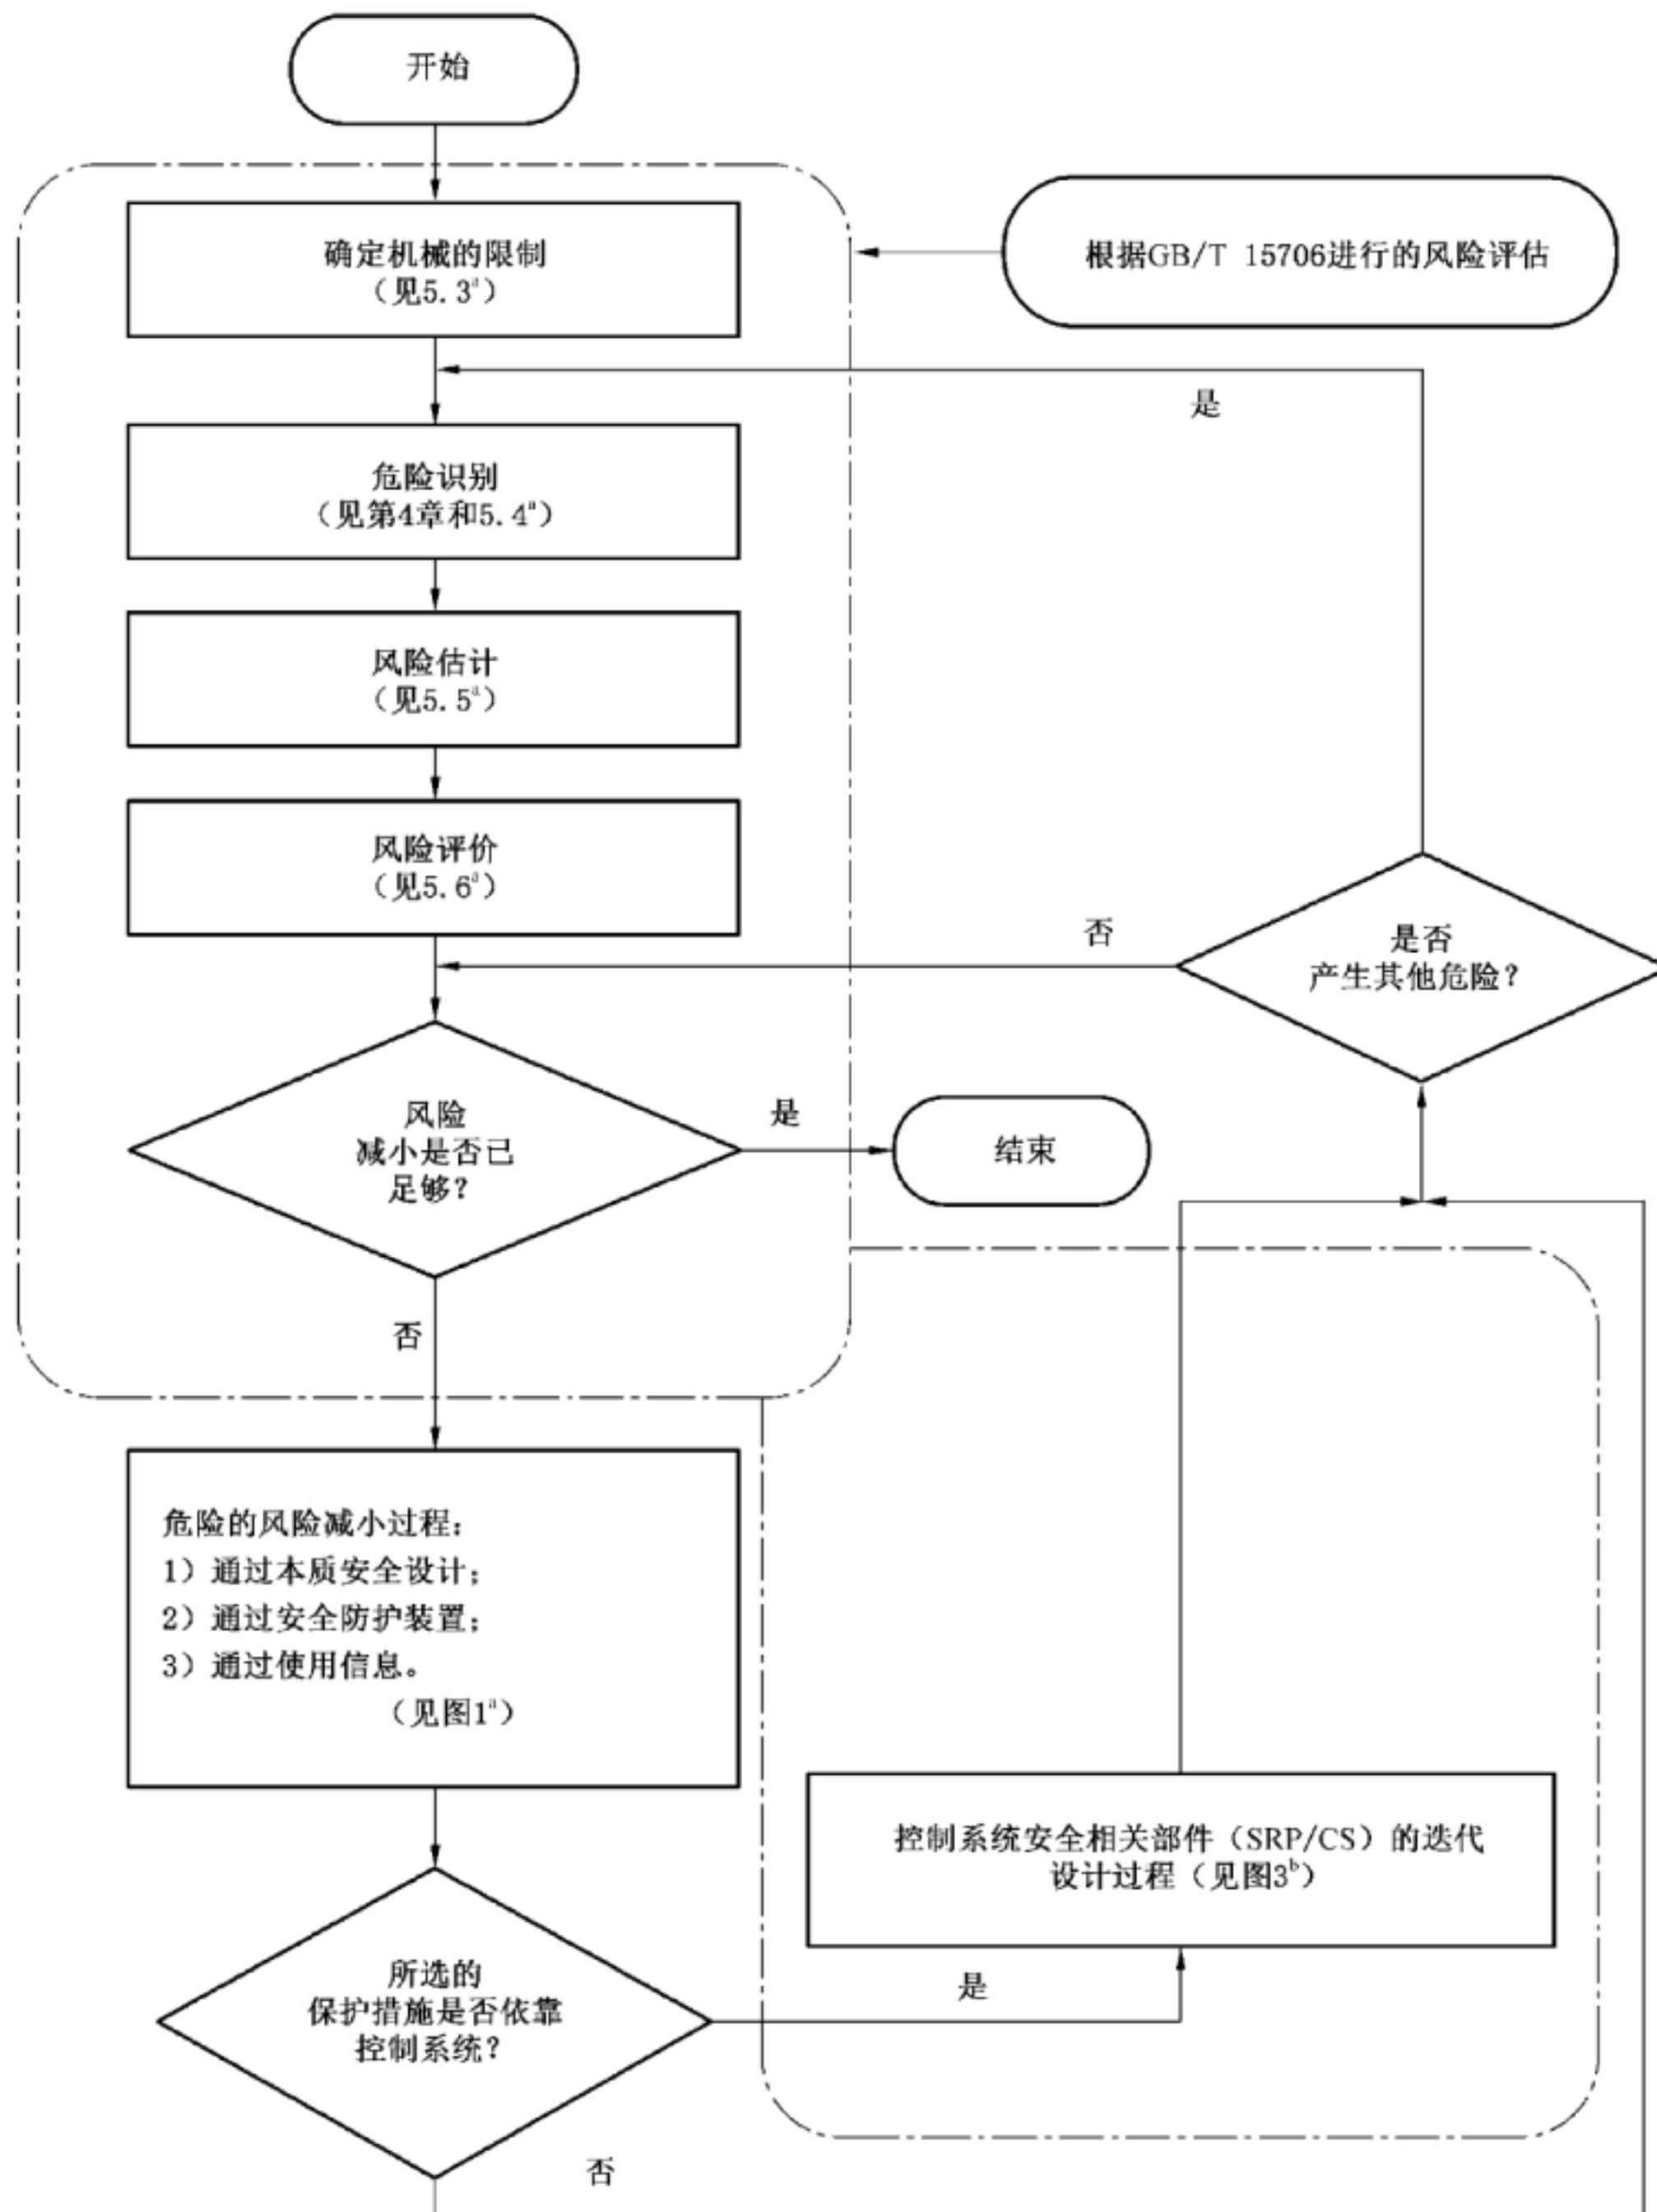 开始
确定机械的限制
（见5.3ᵃ）
根据GB/T 15706进行的风险评估
是
危险识别
（见第4章和5.4ᵃ）
风险估计
（见5.5ᵃ）
风险评价
（见5.6ᵃ）
否
是否
产生其他危险？
风险
减小是否已
足够？
是
结束
否
危险的风险减小过程：
1）通过本质安全设计；
2）通过安全防护装置；
3）通过使用信息。
（见图1ᵃ）
控制系统安全相关部件（SRP/CS）的迭代
设计过程（见图3ᵇ）
所选的
保护措施是否依靠
控制系统？
是
否